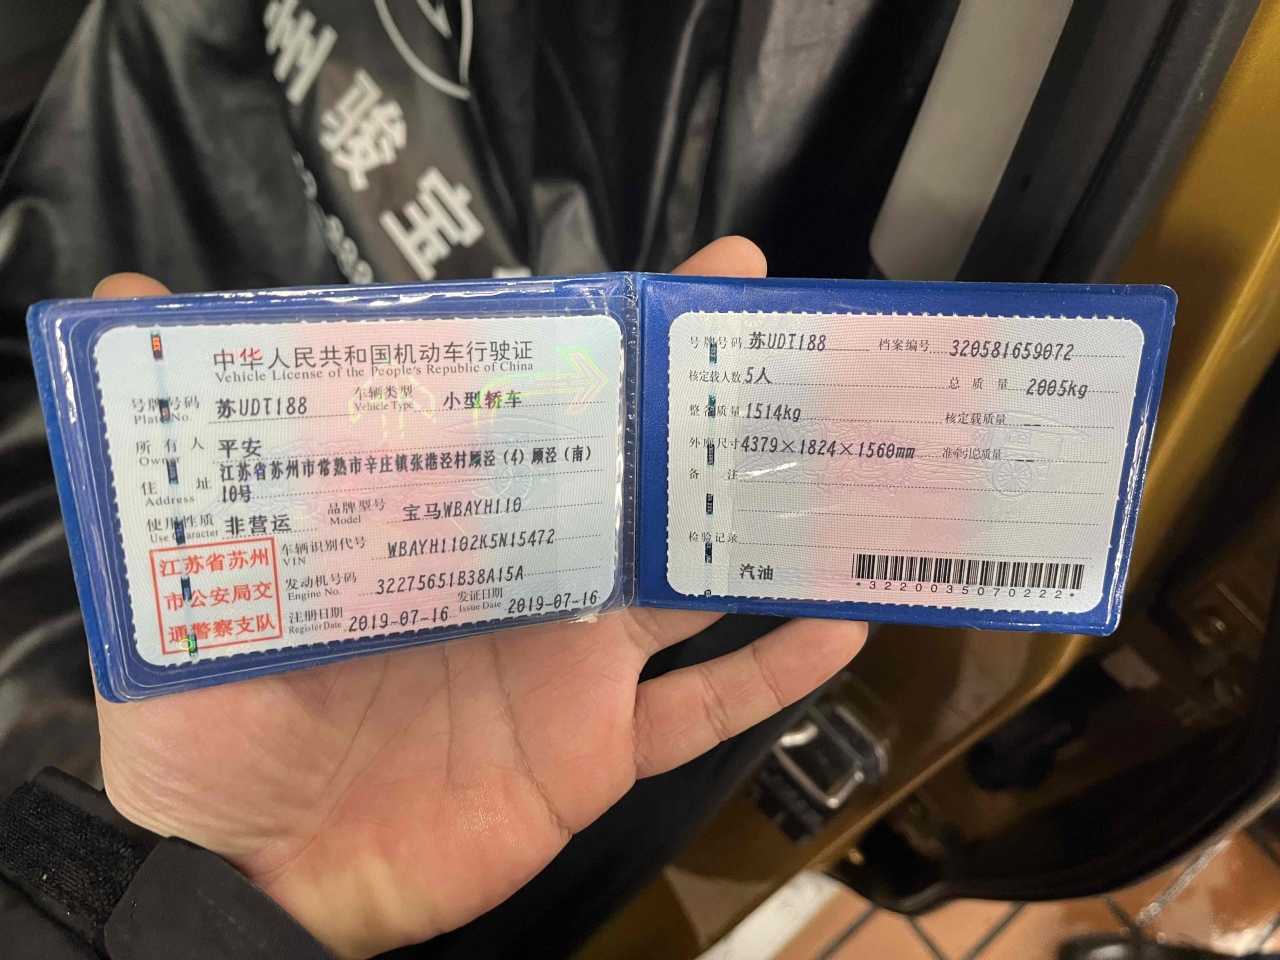 州骏宝
中华人民共和国机动车行驶证
Vehicle License of the People's Republic of China
号牌号码 苏UDT188 车辆类型 小型轿车
Plate No. Vehicle Type
所有人 平安
Owner
住址 江苏省苏州市常熟市辛庄镇张港泾村顾泾(4)顾泾(南)
Address 10号
使用性质 非营运 品牌型号 宝马WBAYH110
Use Character Model
江苏省苏州
市公安局交
通警察支队
车辆识别代号 WBAYH1102K5N15472
VIN
发动机号码 32275651B38A15A
Engine No.
注册日期 2019-07-16 发证日期 2019-07-16
Register Date Issue Date
号牌号码 苏UDT188 档案编号 320581659072
核定载人数 5人 总质量 2005kg
整备质量 1514kg 核定载质量 --
外廓尺寸 4379×1824×1560mm 准牵引总质量 --
备注
检验记录
汽油
*3220035070222*